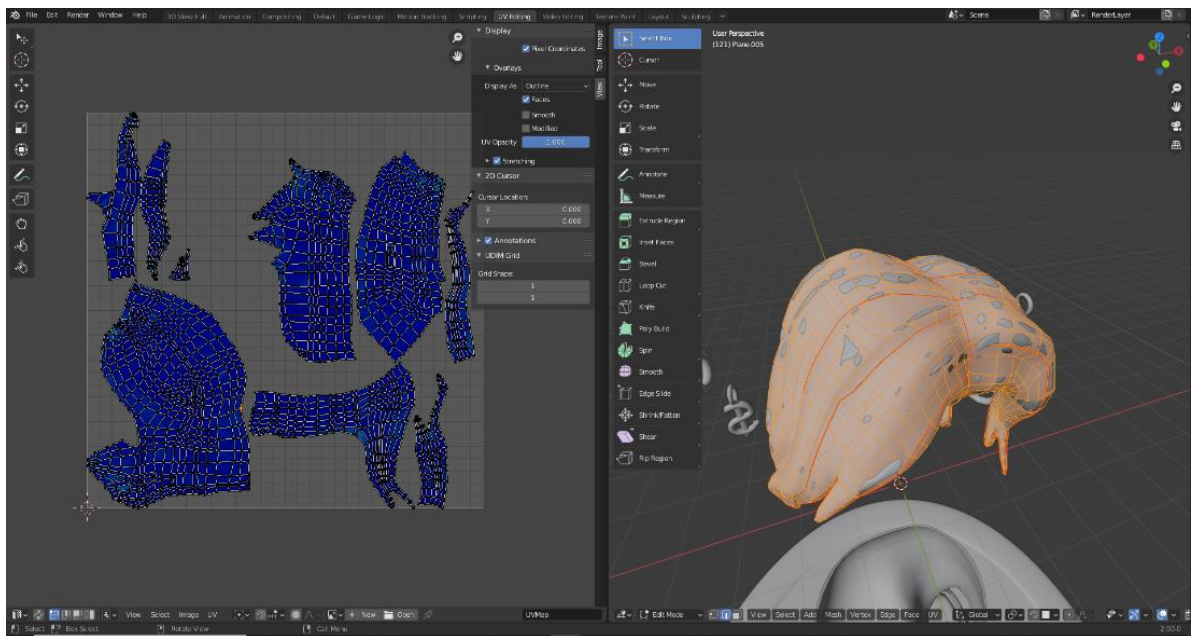 File Edit Render Window Help 3D View Full Animation Compositing Default Game Logic Motion Tracking Scripting UV Editing Video Editing Texture Paint Layout Sculpting + Scene RenderLayer
Display
Pixel Coordinates
Overlays
Display As Outline
Faces
Smooth
Modified
UV Opacity 1.000
Stretching
2D Cursor
Cursor Location:
X 0.000
Y 0.000
Annotations
UDIM Grid
Grid Shape:
1
1
Image
Tool
View
Select Box
Cursor
Move
Rotate
Scale
Transform
Annotate
Measure
Extrude Region
Inset Faces
Bevel
Loop Cut
Knife
Poly Build
Spin
Smooth
Edge Slide
Shrink/Fatten
Shear
Rip Region
User Perspective
(121) Plane.005
View Select Image UV + New Open UVMap
Edit Mode View Select Add Mesh Vertex Edge Face UV Global
Select Box Select Rotate View Call Menu 2.90.0